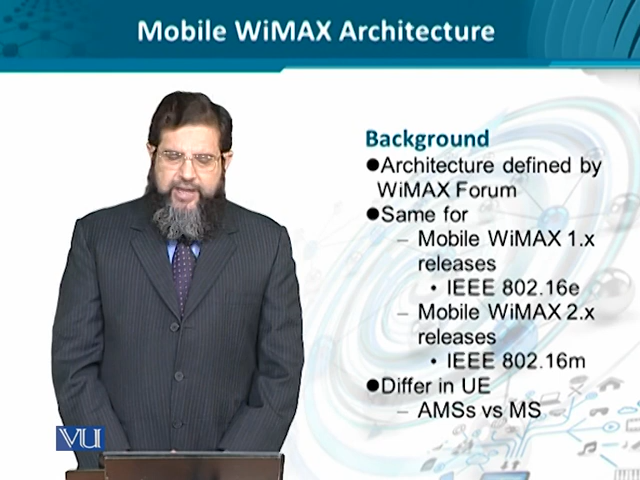 Mobile WiMAX Architecture
Background
●Architecture defined by
WiMAX Forum
●Same for
– Mobile WiMAX 1.x
releases
• IEEE 802.16e
– Mobile WiMAX 2.x
releases
• IEEE 802.16m
●Differ in UE
– AMSs vs MS
VU